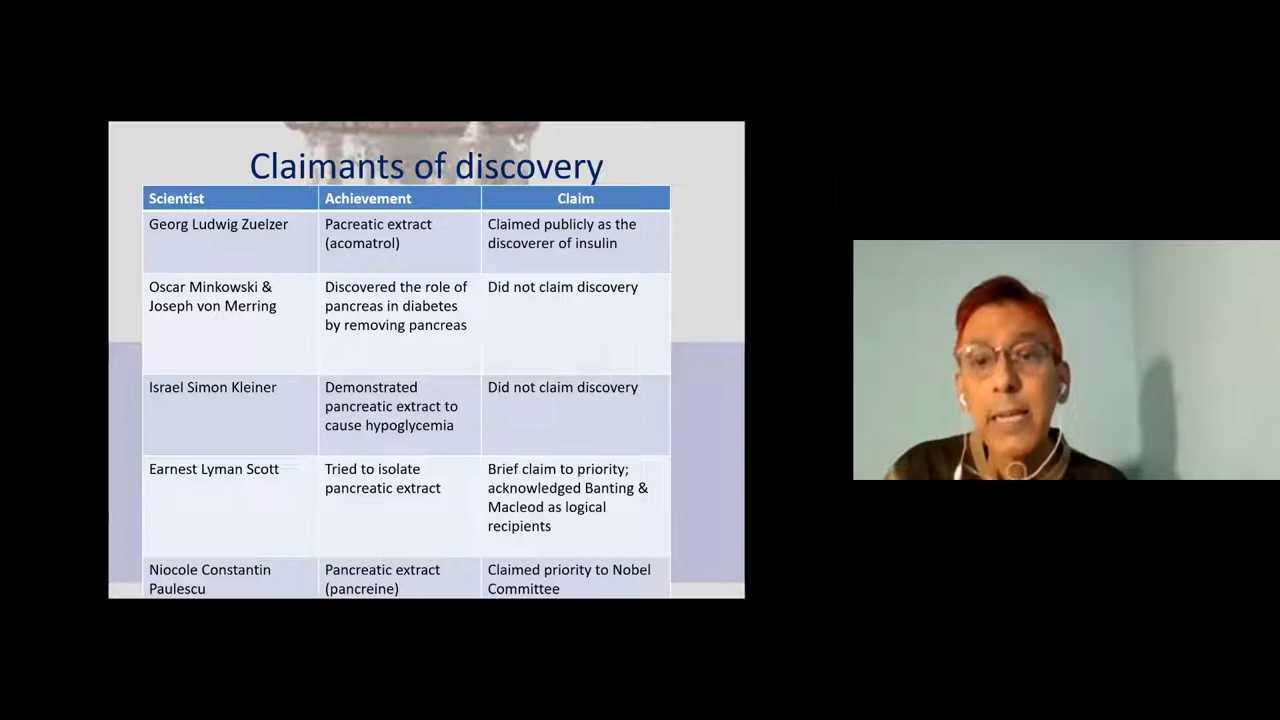 Claimants of discovery
Scientist Achievement Claim
Georg Ludwig Zuelzer
Pacreatic extract
(acomatrol)
Claimed publicly as the
discoverer of insulin
Oscar Minkowski &
Joseph von Merring
Discovered the role of
pancreas in diabetes
by removing pancreas
Did not claim discovery
Israel Simon Kleiner
Demonstrated
pancreatic extract to
cause hypoglycemia
Did not claim discovery
Earnest Lyman Scott
Tried to isolate
pancreatic extract
Brief claim to priority;
acknowledged Banting &
Macleod as logical
recipients
Niocole Constantin
Paulescu
Pancreatic extract
(pancreine)
Claimed priority to Nobel
Committee